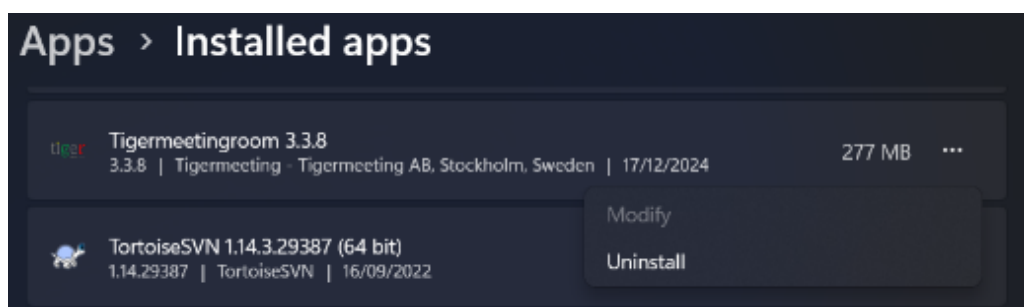 Apps > Installed apps
tiger
Tigermeetingroom 3.3.8
3.3.8 | Tigermeeting - Tigermeeting AB, Stockholm, Sweden | 17/12/2024
277 MB ...
Modify
Uninstall
TortoiseSVN 1.14.3.29387 (64 bit)
1.14.29387 | TortoiseSVN | 16/09/2022